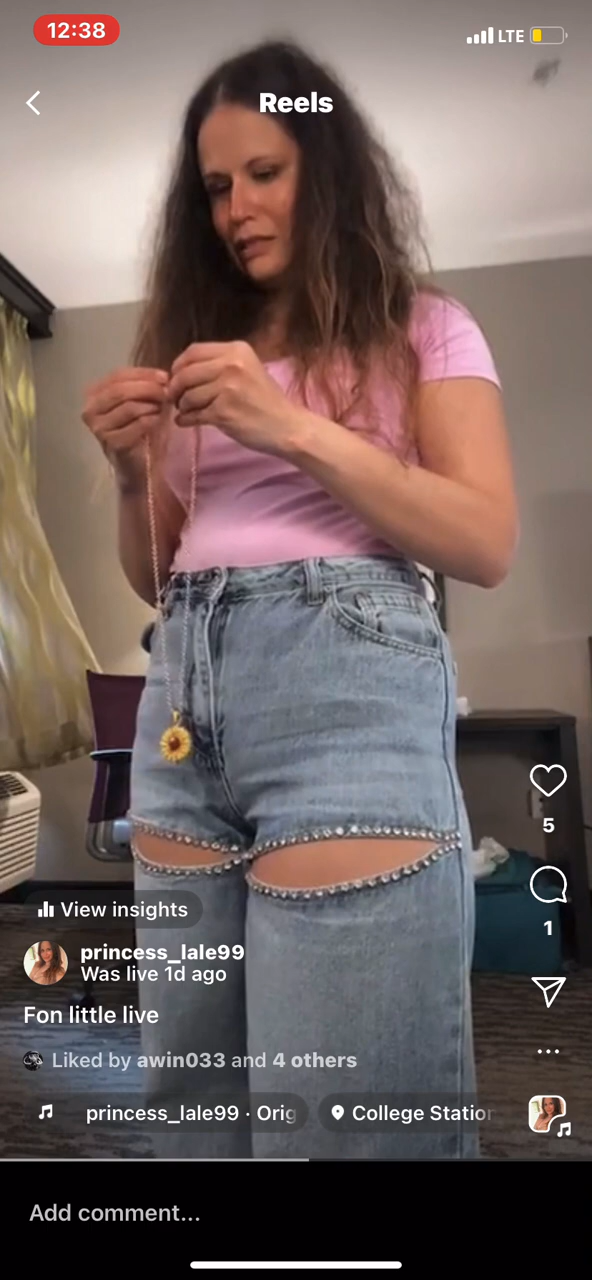 12:38
LTE
Reels
5
1
View insights
princess_lale99
Was live 1d ago
Fon little live
Liked by awin033 and 4 others
princess_lale99 · Orig
College Station
Add comment...